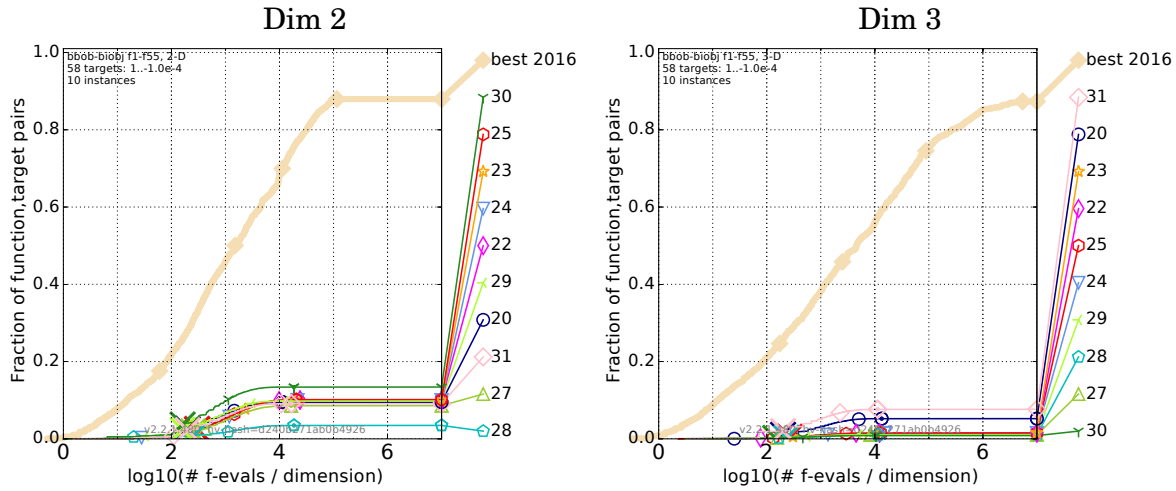 Dim 2
Fraction of function,target pairs
1.0
0.8
0.6
0.4
0.2
0.0
bbob-biobj f1-f55, 2-D
58 targets: 1..-1.0e-4
10 instances
best 2016
30
25
23
24
22
29
20
31
27
28
0
2
4
6
log10(# f-evals / dimension)
Dim 3
Fraction of function,target pairs
1.0
0.8
0.6
0.4
0.2
0.0
bbob-biobj f1-f55, 3-D
58 targets: 1..-1.0e-4
10 instances
best 2016
31
20
23
22
25
24
29
28
27
30
0
2
4
6
log10(# f-evals / dimension)